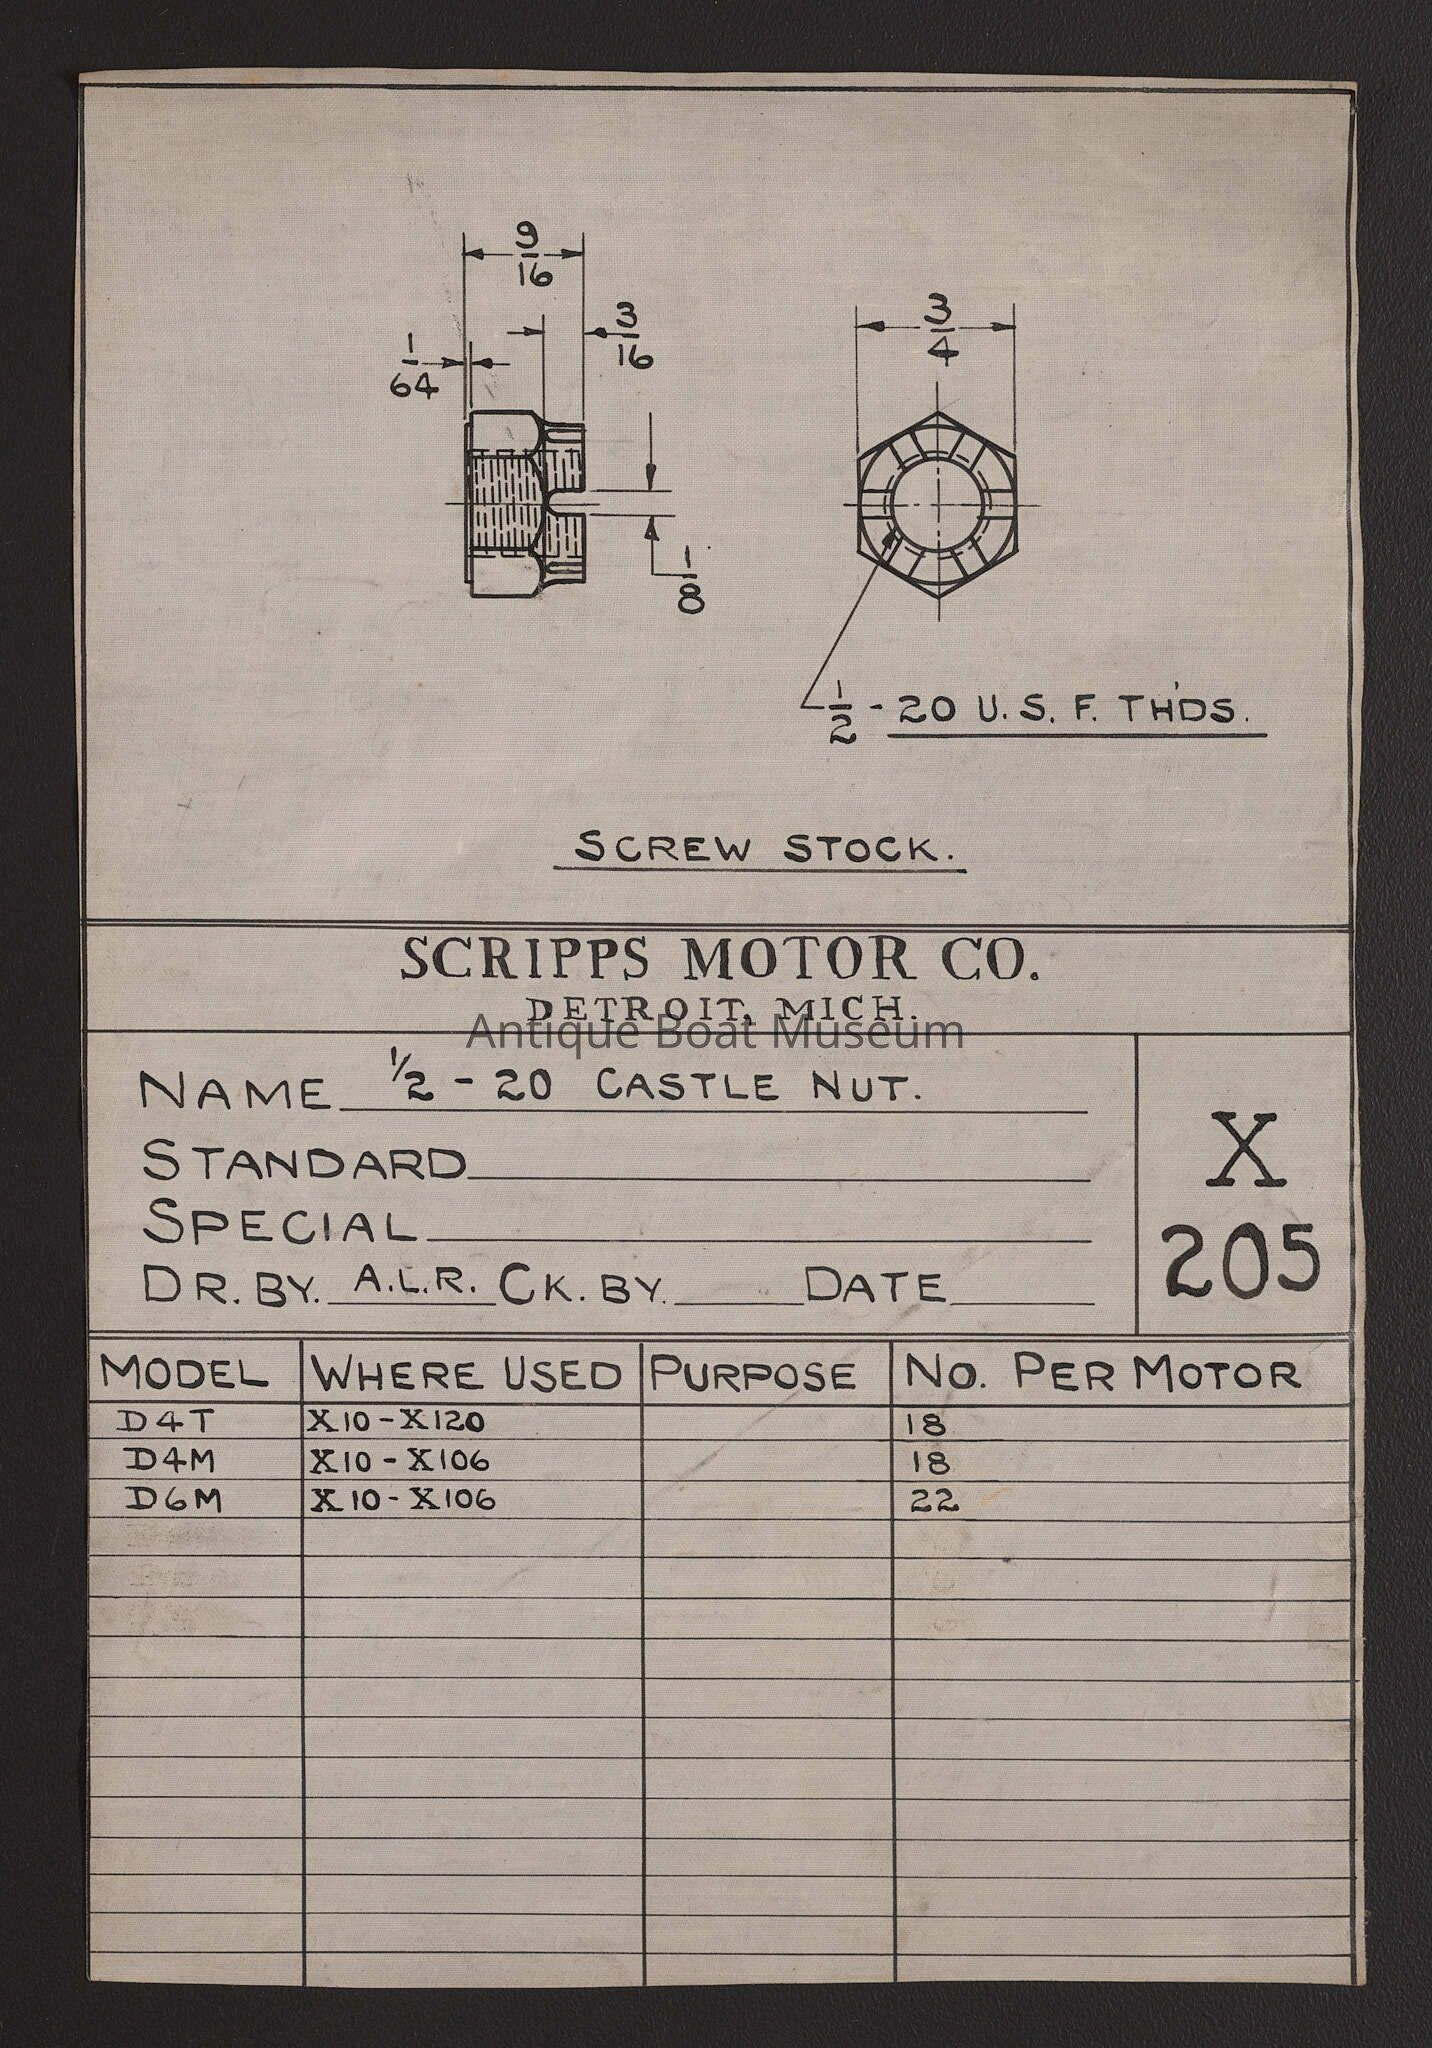 9/16
3/16
1/64
3/4
1/8
1/2 - 20 U.S.F. TH'DS.
SCREW STOCK.
SCRIPPS MOTOR CO.
DETROIT, MICH.
Antique Boat Museum
NAME 1/2 - 20 CASTLE NUT.
STANDARD
SPECIAL
DR. BY. A.L.R. CK. BY. DATE
X
205
MODEL WHERE USED PURPOSE NO. PER MOTOR
D4T X10-X120 18
D4M X10-X106 18
D6M X10-X106 22